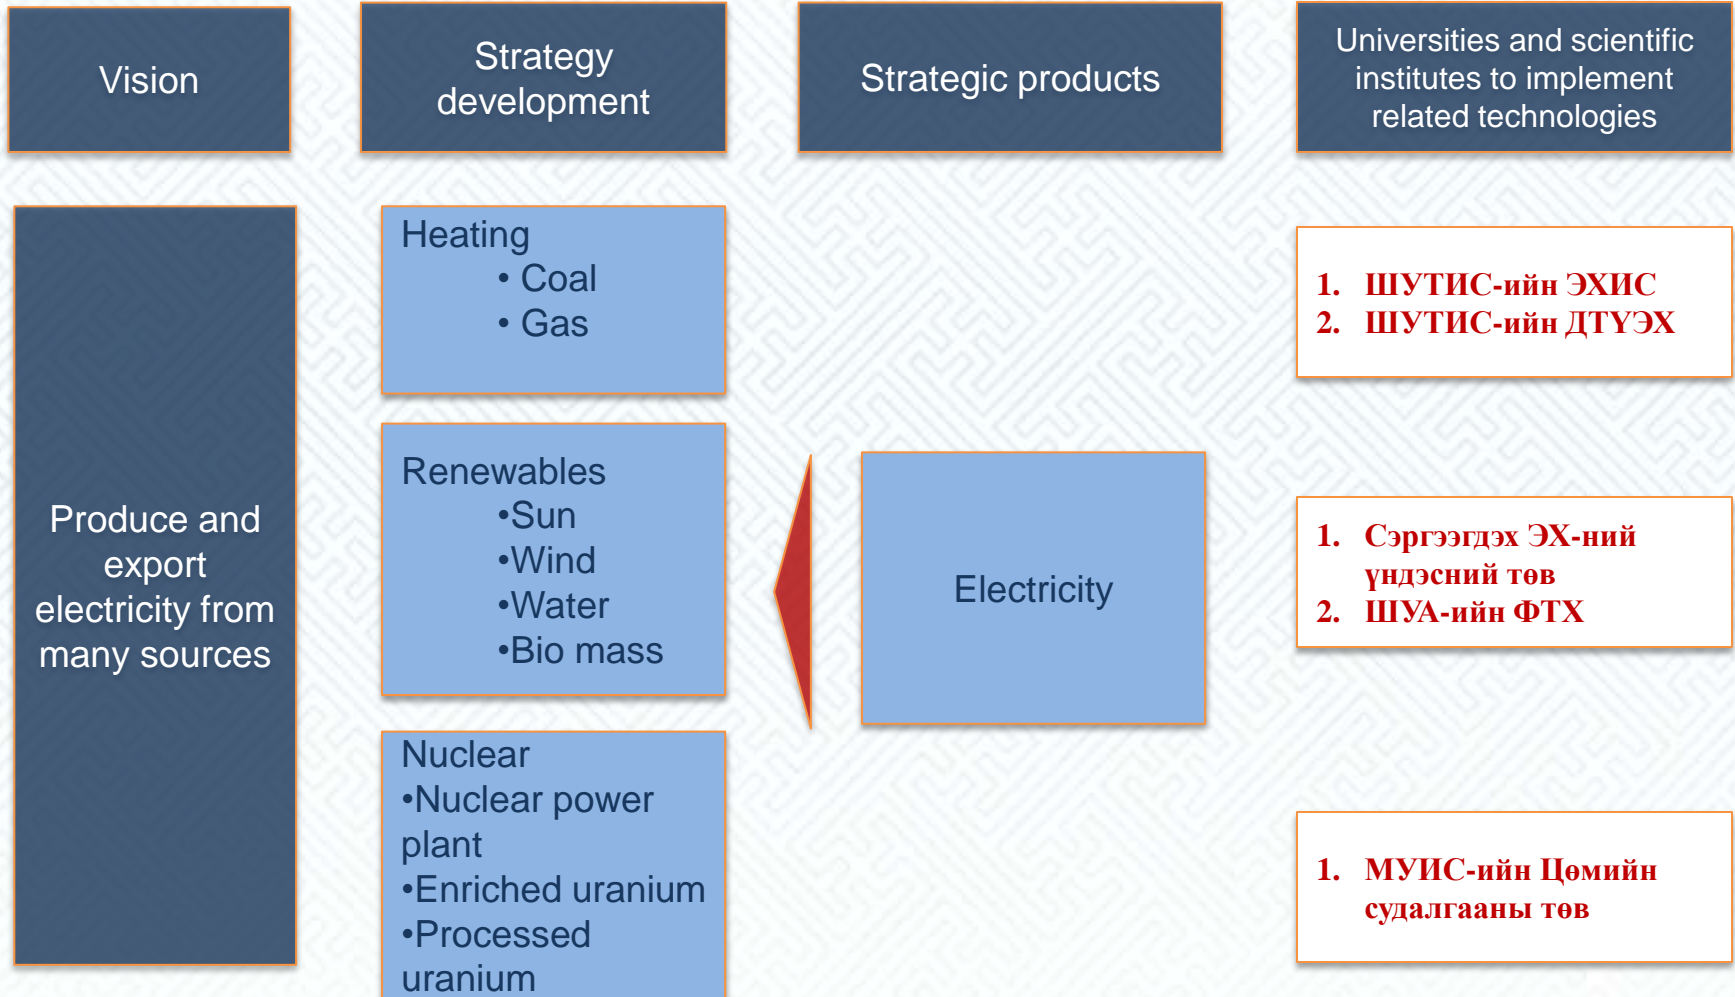 Vision
Strategy
development
Strategic products
Universities and scientific
institutes to implement
related technologies
Produce and
export
electricity from
many sources
Heating
• Coal
• Gas
Renewables
•Sun
•Wind
•Water
•Bio mass
Nuclear
•Nuclear power
plant
•Enriched uranium
•Processed
uranium
Electricity
1. ШУТИС-ийн ЭХИС
2. ШУТИС-ийн ДТҮЭХ
1. Сэргээгдэх ЭХ-ний
үндэсний төв
2. ШУА-ийн ФТХ
1. МУИС-ийн Цөмийн
судалгааны төв